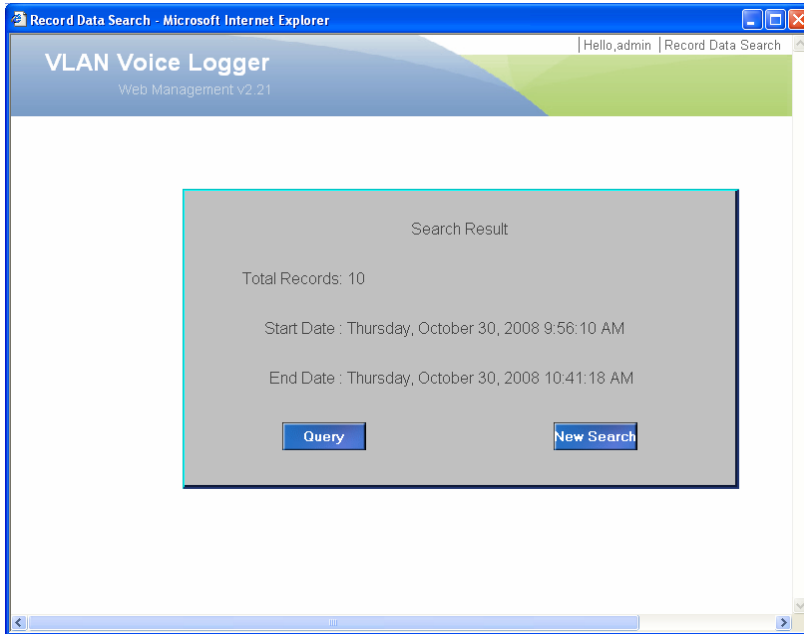 Record Data Search - Microsoft Internet Explorer
Hello,admin Record Data Search
VLAN Voice Logger
Web Management v2.21
Search Result
Total Records: 10
Start Date : Thursday, October 30, 2008 9:56:10 AM
End Date : Thursday, October 30, 2008 10:41:18 AM
Query New Search